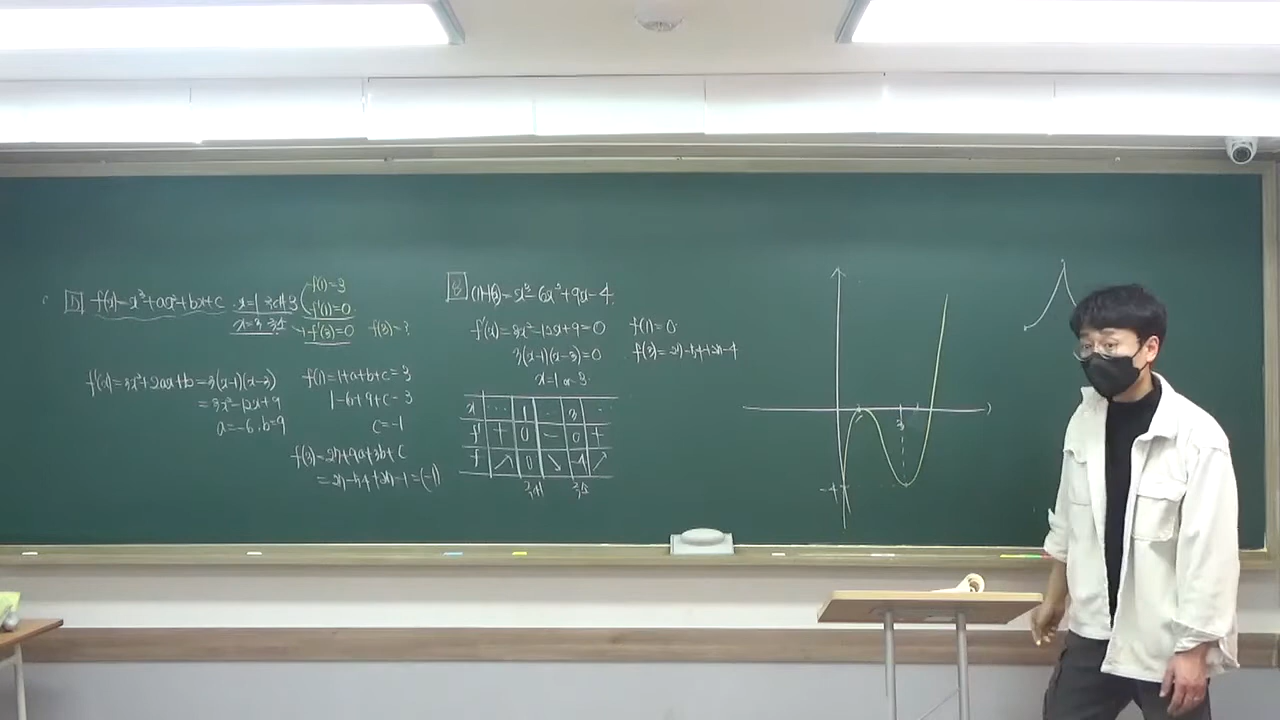 f(x)=x³+ax²+bx+c x=1 극대 3
x=3 극소
f(1)=3
f'(1)=0
f'(3)=0 f(3)=?
f'(x)=3x²+2ax+b=3(x-1)(x-3)
=3x²-12x+9
a=-6, b=9
f(1)=1+a+b+c=3
1-6+9+c=3
c=-1
f(3)=27+9a+3b+c
=27-54+27-1=(-1)
8 (1) f(x)=x³-6x²+9x-4
f'(x)=3x²-12x+9=0
3(x-1)(x-3)=0
x=1 or 3.
f(1)=0
f(3)=27-54+27-4
x ... 1 ... 3 ...
f' + 0 - 0 +
f ↗ 0 ↘ -4 ↗
극대 극소
3
-4